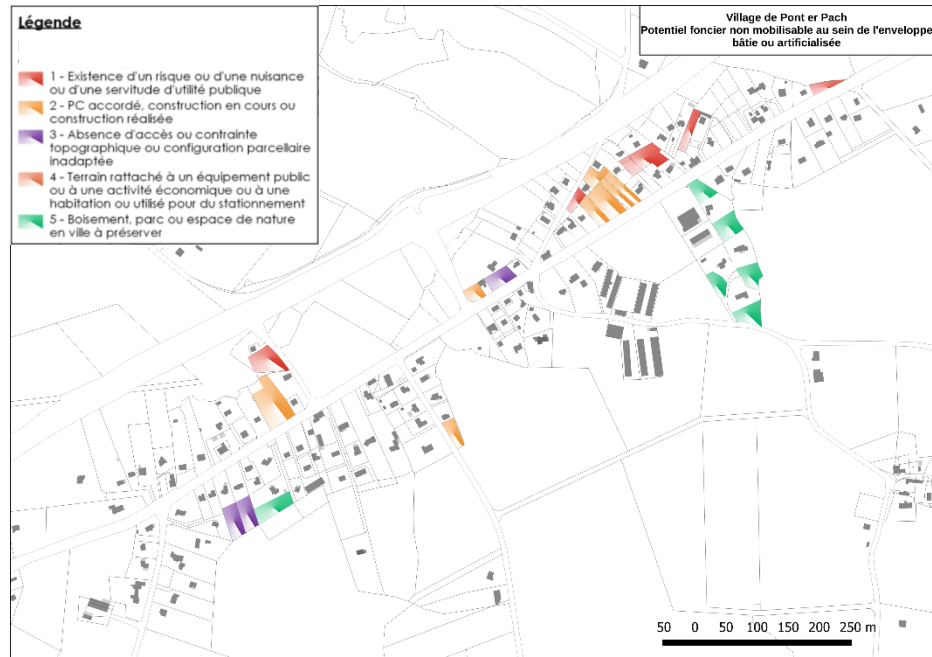 Légende
1 - Existence d'un risque ou d'une nuisance
ou d'une servitude d'utilité publique
2 - PC accordé, construction en cours ou
construction réalisée
3 - Absence d'accès ou contrainte
topographique ou configuration parcellaire
inadaptée
4 - Terrain rattaché à un équipement public
ou à une activité économique ou à une
habitation ou utilisé pour du stationnement
5 - Boisement, parc ou espace de nature
en ville à préserver
Village de Pont er Pach
Potentiel foncier non mobilisable au sein de l'enveloppe
bâtie ou artificialisée
50 0 50 100 150 200 250 m